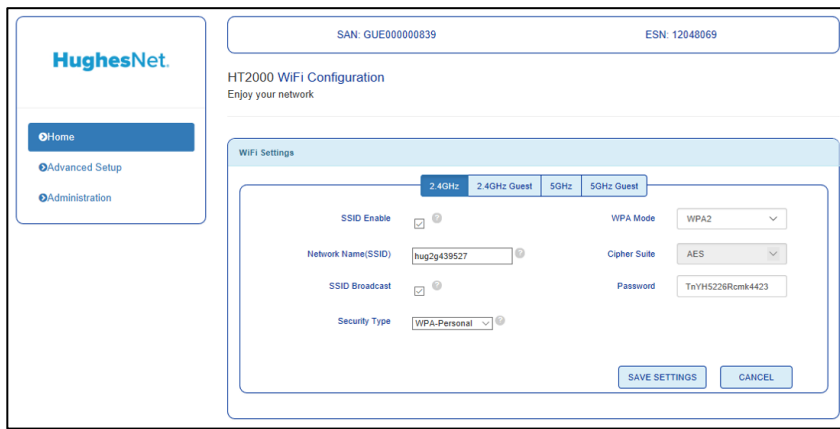 HughesNet.
Home
Advanced Setup
Administration
SAN: GUE000000839 ESN: 12048069
HT2000 WiFi Configuration
Enjoy your network
WiFi Settings
2.4GHz 2.4GHz Guest 5GHz 5GHz Guest
SSID Enable ? WPA Mode WPA2
Network Name(SSID) hug2g439527 ? Cipher Suite AES
SSID Broadcast ? Password TnYH5226Rcmk4423
Security Type WPA-Personal ?
SAVE SETTINGS CANCEL